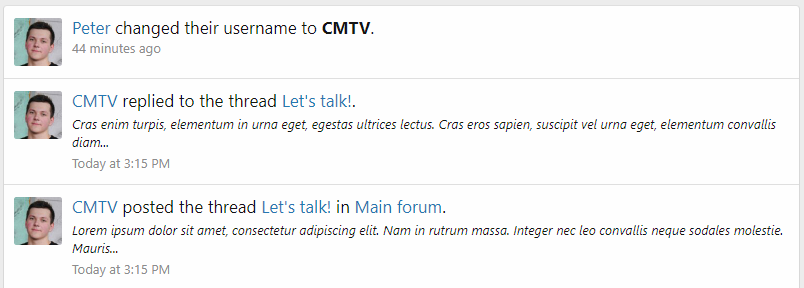 Peter changed their username to CMTV.
44 minutes ago
CMTV replied to the thread Let's talk!.
Cras enim turpis, elementum in urna eget, egestas ultrices lectus. Cras eros sapien, suscipit vel urna eget, elementum convallis
diam...
Today at 3:15 PM
CMTV posted the thread Let's talk! in Main forum.
Lorem ipsum dolor sit amet, consectetur adipiscing elit. Nam in rutrum massa. Integer nec leo convallis neque sodales molestie.
Mauris...
Today at 3:15 PM